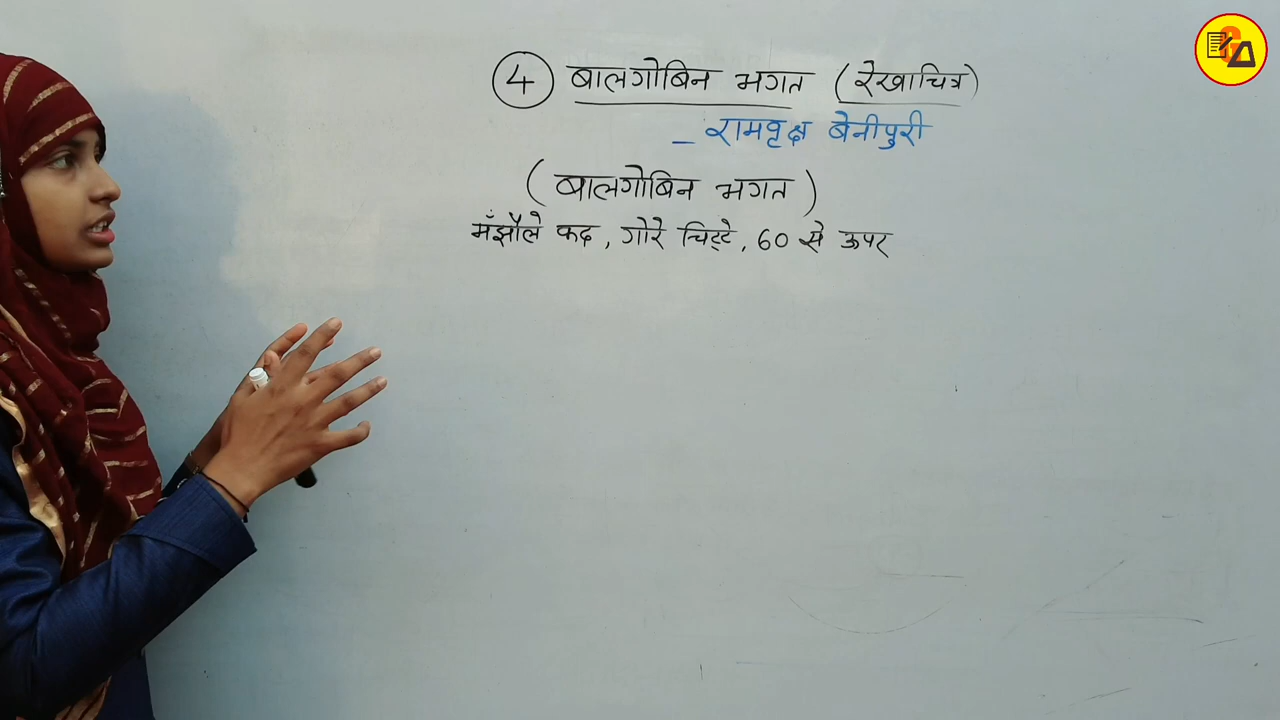 ④ बालगोबिन भगत (रेखाचित्र)
- रामवृक्ष बेनीपुरी
(बालगोबिन भगत)
मँझौले कद, गोरे चिट्टे, 60 से ऊपर